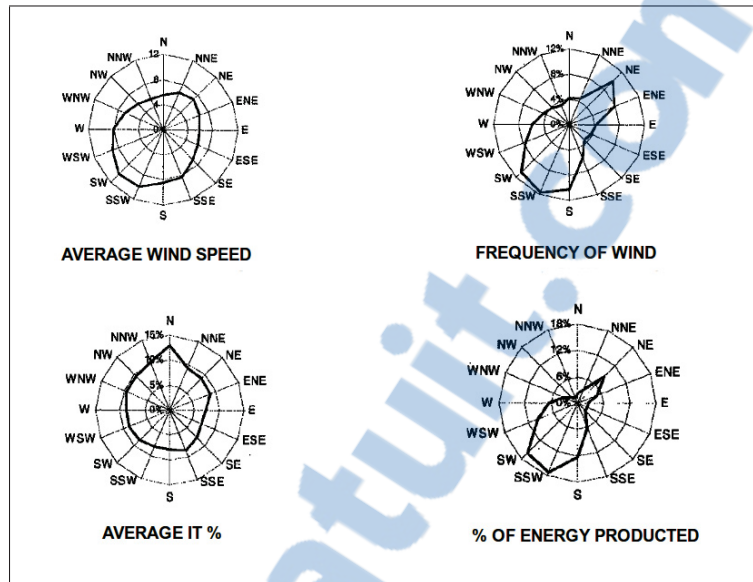 N
NNW
NNE
NW
NE
WNW
ENE
W
E
WSW
ESE
SW
SE
SSW
SSE
S
12
8
4
AVERAGE WIND SPEED
N
NNW
NNE
NW
NE
WNW
ENE
W
E
WSW
ESE
SW
SE
SSW
SSE
S
12%
8%
4%
0%
FREQUENCY OF WIND
N
NNW
NNE
NW
NE
WNW
ENE
W
E
WSW
ESE
SW
SE
SSW
SSE
S
15%
10%
5%
0%
AVERAGE IT %
N
NNW
NNE
NW
NE
WNW
ENE
W
E
WSW
ESE
SW
SE
SSW
SSE
S
18%
12%
6%
0%
% OF ENERGY PRODUCTED
atuit.com